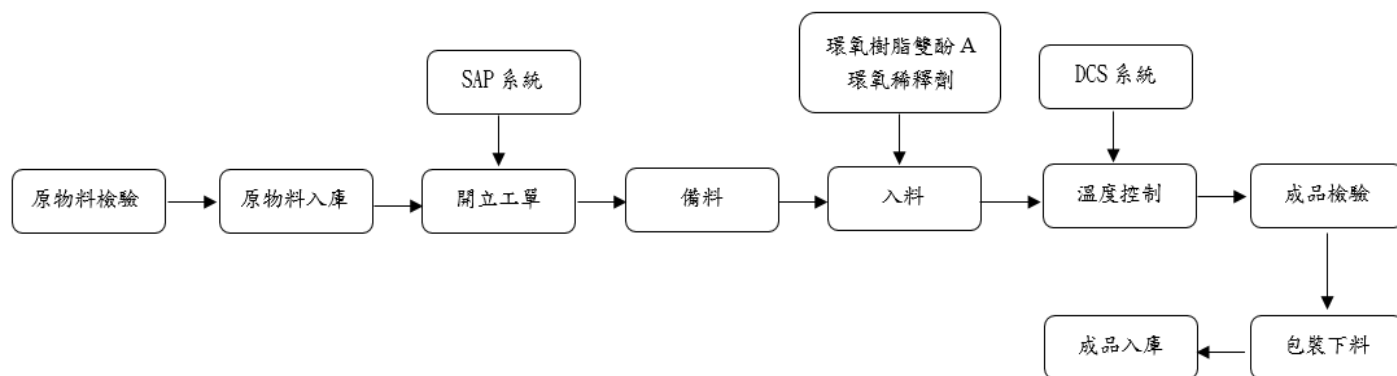 環氧樹脂雙酚 A
環氧稀釋劑
SAP 系統
DCS 系統
原物料檢驗
原物料入庫
開立工單
備料
入料
溫度控制
成品檢驗
成品入庫
包裝下料